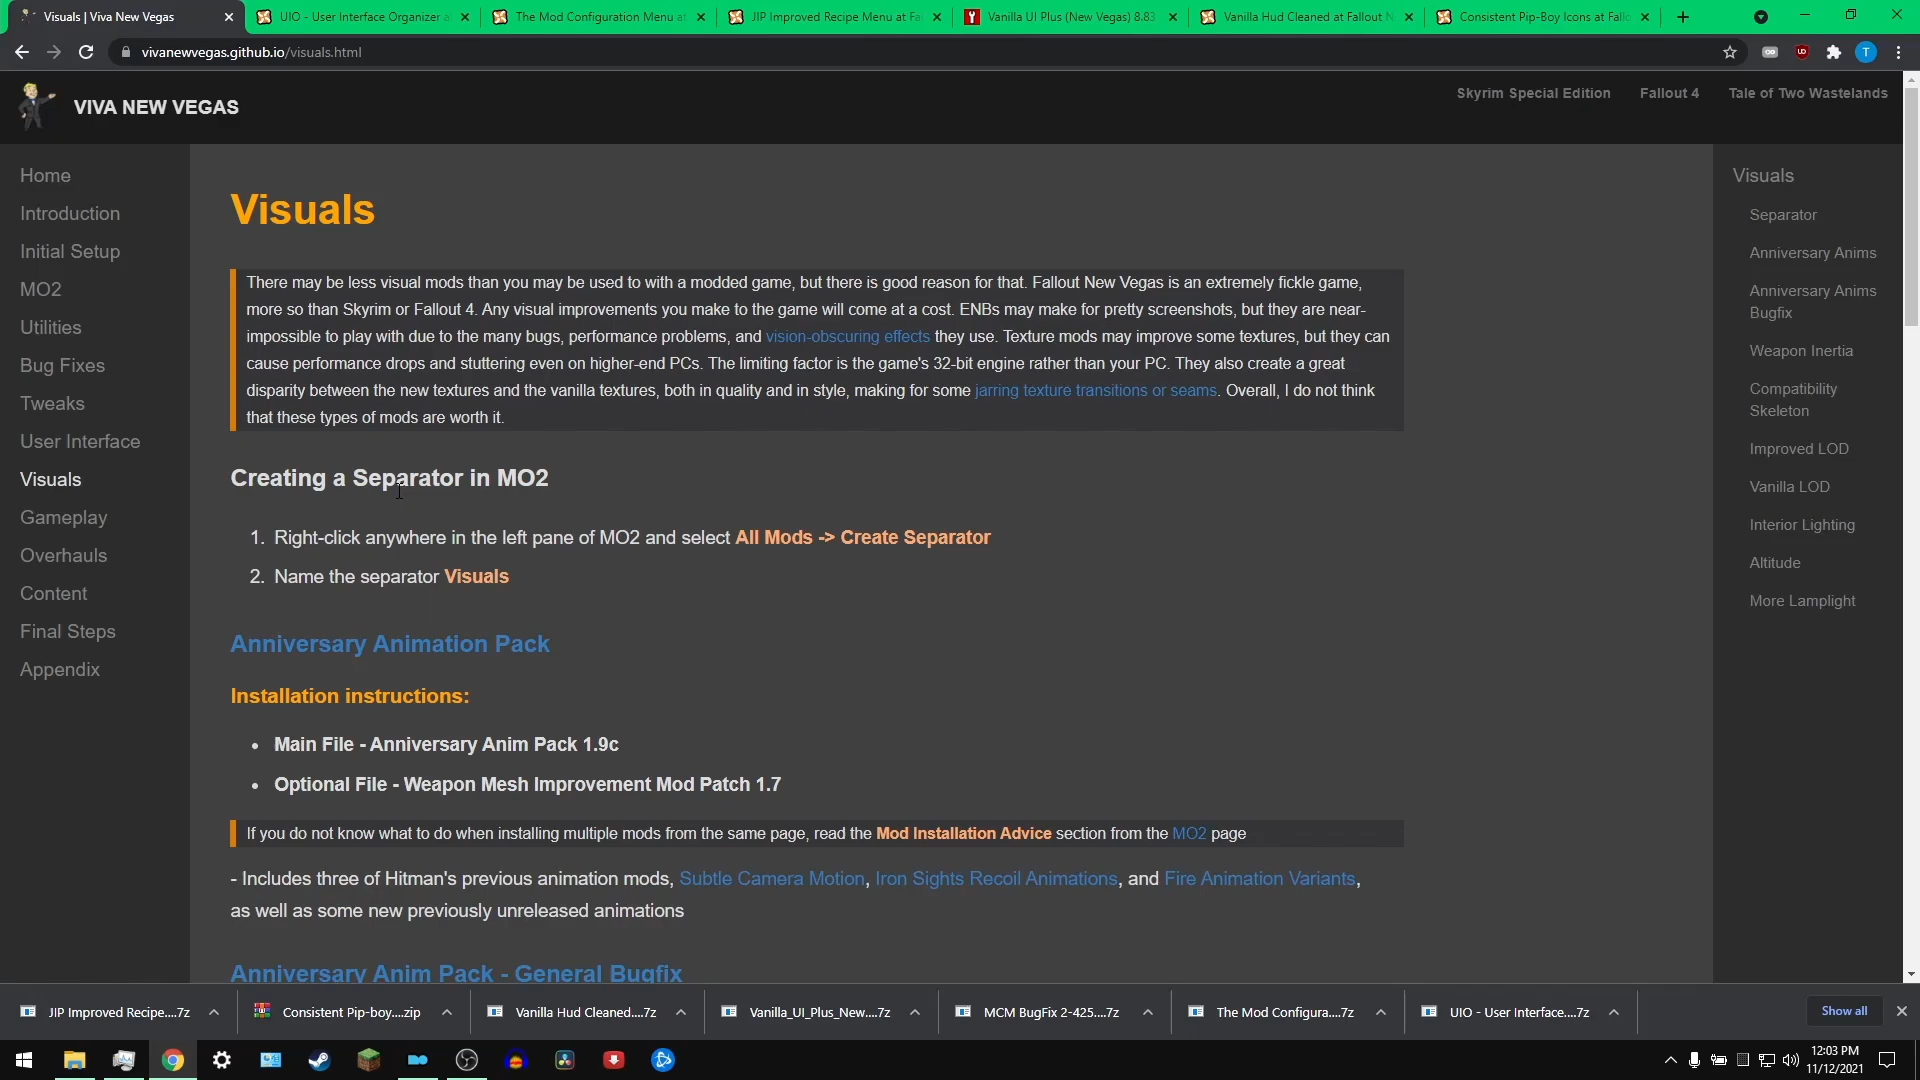 Visuals | Viva New Vegas
UIO - User Interface Organizer a
The Mod Configuration Menu at
JIP Improved Recipe Menu at Fa
Vanilla UI Plus (New Vegas) 8.83
Vanilla Hud Cleaned at Fallout N
Consistent Pip-Boy Icons at Fallo
vivanewvegas.github.io/visuals.html
T
VIVA NEW VEGAS
Skyrim Special Edition
Fallout 4
Tale of Two Wastelands
Home
Introduction
Initial Setup
MO2
Utilities
Bug Fixes
Tweaks
User Interface
Visuals
Gameplay
Overhauls
Content
Final Steps
Appendix
Visuals
There may be less visual mods than you may be used to with a modded game, but there is good reason for that. Fallout New Vegas is an extremely fickle game,
more so than Skyrim or Fallout 4. Any visual improvements you make to the game will come at a cost. ENBs may make for pretty screenshots, but they are near-
impossible to play with due to the many bugs, performance problems, and vision-obscuring effects they use. Texture mods may improve some textures, but they can
cause performance drops and stuttering even on higher-end PCs. The limiting factor is the game's 32-bit engine rather than your PC. They also create a great
disparity between the new textures and the vanilla textures, both in quality and in style, making for some jarring texture transitions or seams. Overall, I do not think
that these types of mods are worth it.
Creating a Separator in MO2
1. Right-click anywhere in the left pane of MO2 and select All Mods -> Create Separator
2. Name the separator Visuals
Anniversary Animation Pack
Installation instructions:
• Main File - Anniversary Anim Pack 1.9c
• Optional File - Weapon Mesh Improvement Mod Patch 1.7
If you do not know what to do when installing multiple mods from the same page, read the Mod Installation Advice section from the MO2 page
- Includes three of Hitman's previous animation mods, Subtle Camera Motion, Iron Sights Recoil Animations, and Fire Animation Variants,
as well as some new previously unreleased animations
Anniversary Anim Pack - General Bugfix
Visuals
Separator
Anniversary Anims
Anniversary Anims
Bugfix
Weapon Inertia
Compatibility
Skeleton
Improved LOD
Vanilla LOD
Interior Lighting
Altitude
More Lamplight
JIP Improved Recipe....7z
Consistent Pip-boy....zip
Vanilla Hud Cleaned....7z
Vanilla_UI_Plus_New....7z
MCM BugFix 2-425....7z
The Mod Configura....7z
UIO - User Interface....7z
Show all
12:03 PM
11/12/2021